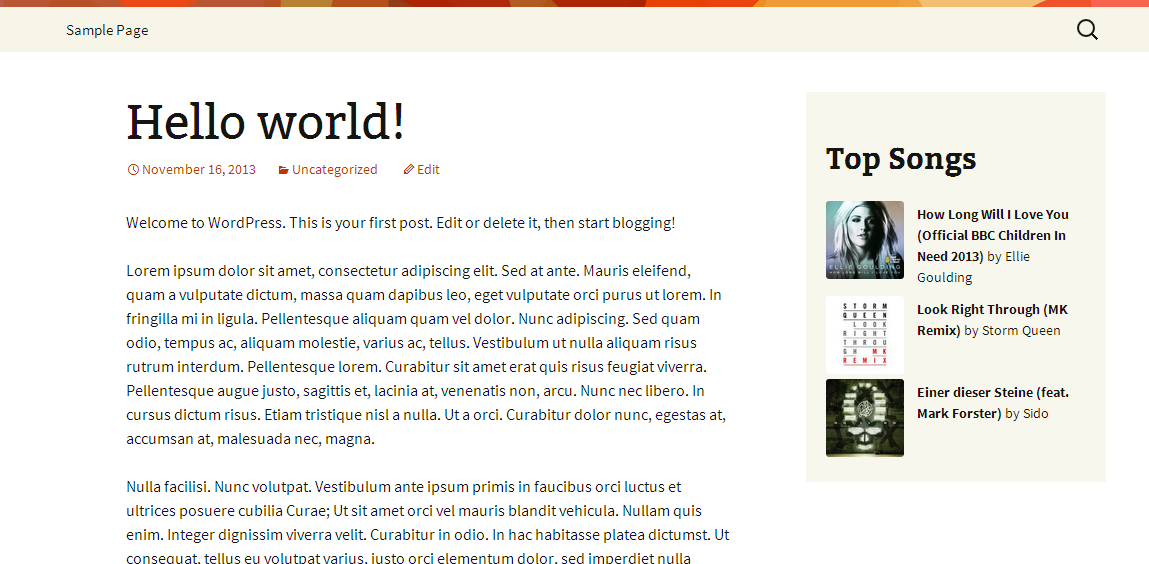 Sample Page
Hello world!
November 16, 2013 Uncategorized Edit
Welcome to WordPress. This is your first post. Edit or delete it, then start blogging!
Lorem ipsum dolor sit amet, consectetur adipiscing elit. Sed at ante. Mauris eleifend,
quam a vulputate dictum, massa quam dapibus leo, eget vulputate orci purus ut lorem. In
fringilla mi in ligula. Pellentesque aliquam quam vel dolor. Nunc adipiscing. Sed quam
odio, tempus ac, aliquam molestie, varius ac, tellus. Vestibulum ut nulla aliquam risus
rutrum interdum. Pellentesque lorem. Curabitur sit amet erat quis risus feugiat viverra.
Pellentesque augue justo, sagittis et, lacinia at, venenatis non, arcu. Nunc nec libero. In
cursus dictum risus. Etiam tristique nisl a nulla. Ut a orci. Curabitur dolor nunc, egestas at,
accumsan at, malesuada nec, magna.
Nulla facilisi. Nunc volutpat. Vestibulum ante ipsum primis in faucibus orci luctus et
ultrices posuere cubilia Curae; Ut sit amet orci vel mauris blandit vehicula. Nullam quis
enim. Integer dignissim viverra velit. Curabitur in odio. In hac habitasse platea dictumst. Ut
consequat, tellus eu volutpat varius, justo orci elementum dolor, sed imperdiet nulla
Top Songs
ELLIE GOULDING
How Long Will I Love You
(Official BBC Children In
Need 2013) by Ellie
Goulding
STORM
QUEEN
LOOK
RIGHT
THROU
GH MK
REMIX
Look Right Through (MK
Remix) by Storm Queen
Einer dieser Steine (feat.
Mark Forster) by Sido